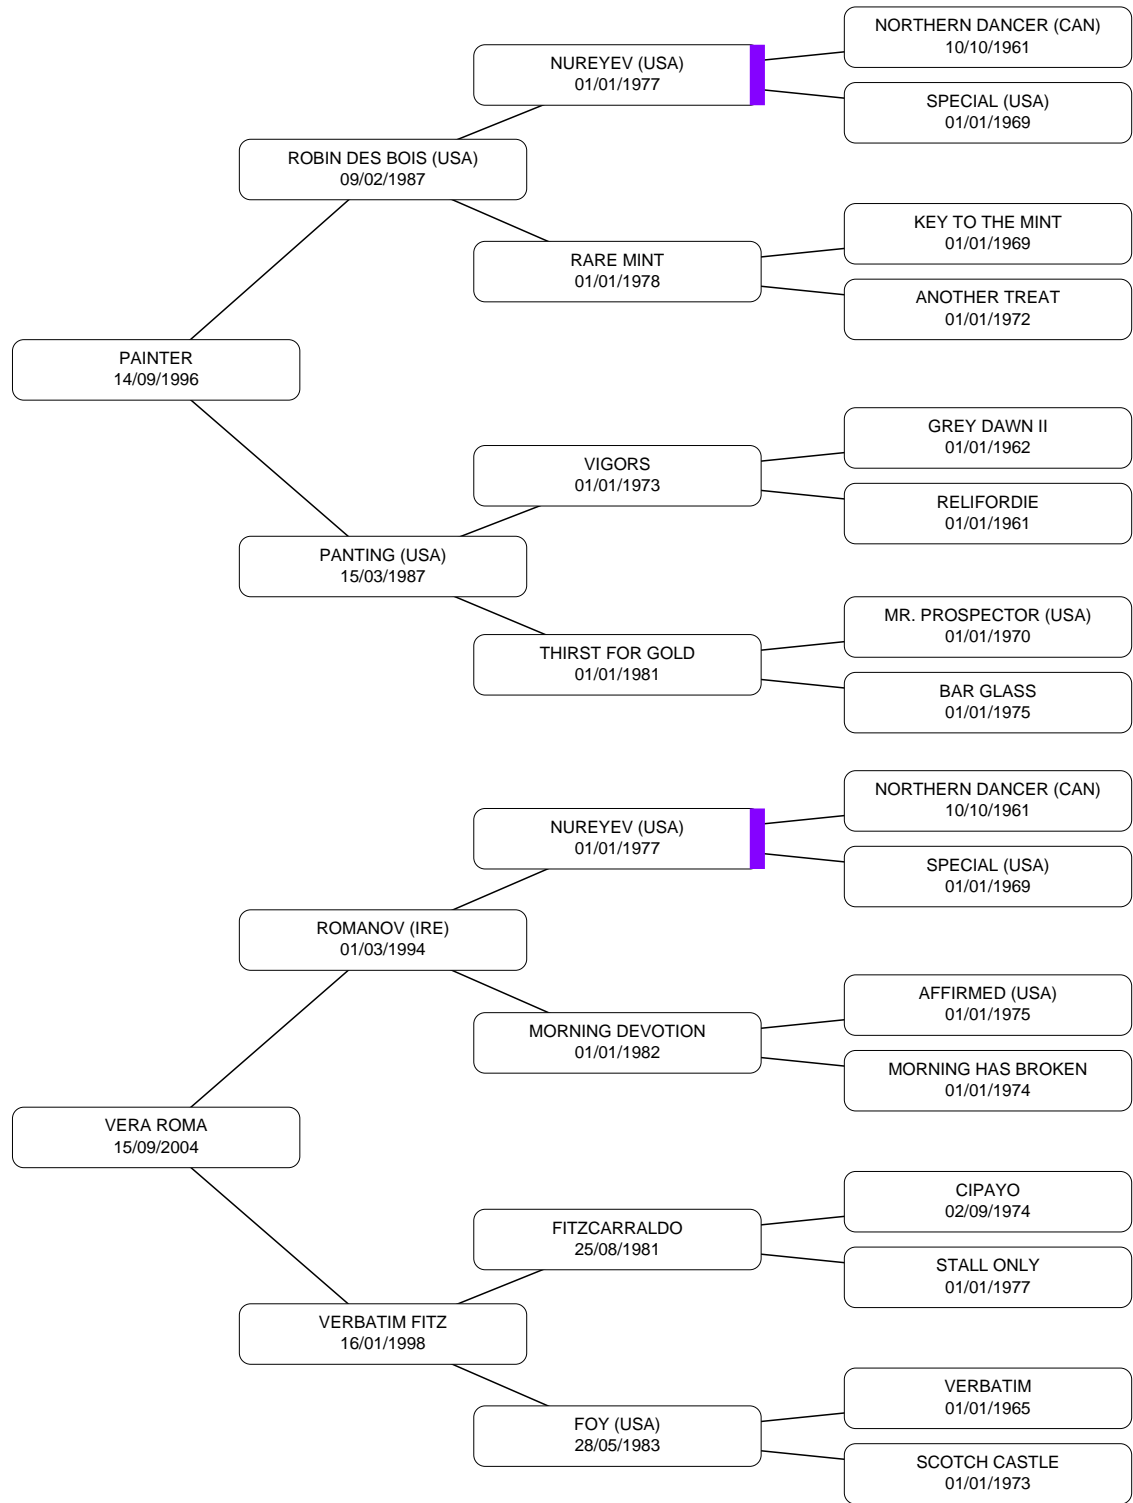 NORTHERN DANCER (CAN)
10/10/1961
NUREYEV (USA)
01/01/1977
SPECIAL (USA)
01/01/1969
ROBIN DES BOIS (USA)
09/02/1987
KEY TO THE MINT
01/01/1969
RARE MINT
01/01/1978
ANOTHER TREAT
01/01/1972
PAINTER
14/09/1996
GREY DAWN II
01/01/1962
VIGORS
01/01/1973
RELIFORDIE
01/01/1961
PANTING (USA)
15/03/1987
MR. PROSPECTOR (USA)
01/01/1970
THIRST FOR GOLD
01/01/1981
BAR GLASS
01/01/1975
NORTHERN DANCER (CAN)
10/10/1961
NUREYEV (USA)
01/01/1977
SPECIAL (USA)
01/01/1969
ROMANOV (IRE)
01/03/1994
AFFIRMED (USA)
01/01/1975
MORNING DEVOTION
01/01/1982
MORNING HAS BROKEN
01/01/1974
VERA ROMA
15/09/2004
CIPAYO
02/09/1974
FITZCARRALDO
25/08/1981
STALL ONLY
01/01/1977
VERBATIM FITZ
16/01/1998
VERBATIM
01/01/1965
FOY (USA)
28/05/1983
SCOTCH CASTLE
01/01/1973